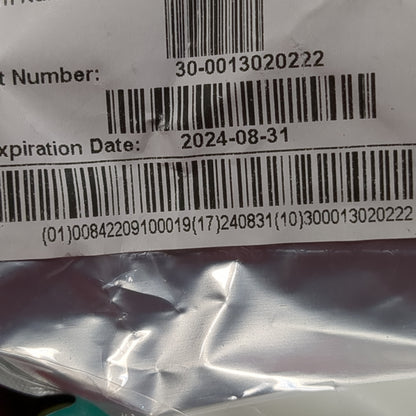 t Number:
30-0013020222
xpiration Date: 2024-08-31
(01)00842209100019(17)240831(10)300013020222